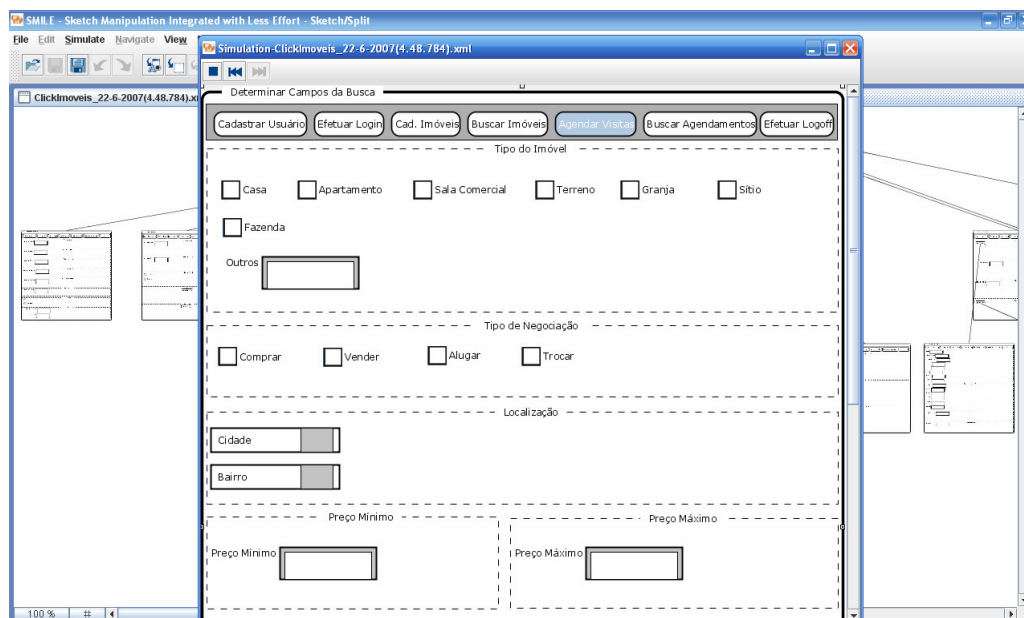 SMILE - Sketch Manipulation Integrated with Less Effort - Sketch/Split
File Edit Simulate Navigate View
Simulation-ClickImoveis_22-6-2007(4.48.784).xml
ClickImoveis_22-6-2007(4.48.784).x
Determinar Campos da Busca
Cadastrar Usuário Efetuar Login Cad. Imóveis Buscar Imóveis Agendar Visitas Buscar Agendamentos Efetuar Logoff
Tipo do Imóvel
Casa Apartamento Sala Comercial Terreno Granja Sítio
Fazenda
Outros
Tipo de Negociação
Comprar Vender Alugar Trocar
Localização
Cidade
Bairro
Preço Mínimo Preço Máximo
Preço Mínimo Preço Máximo
100 % #